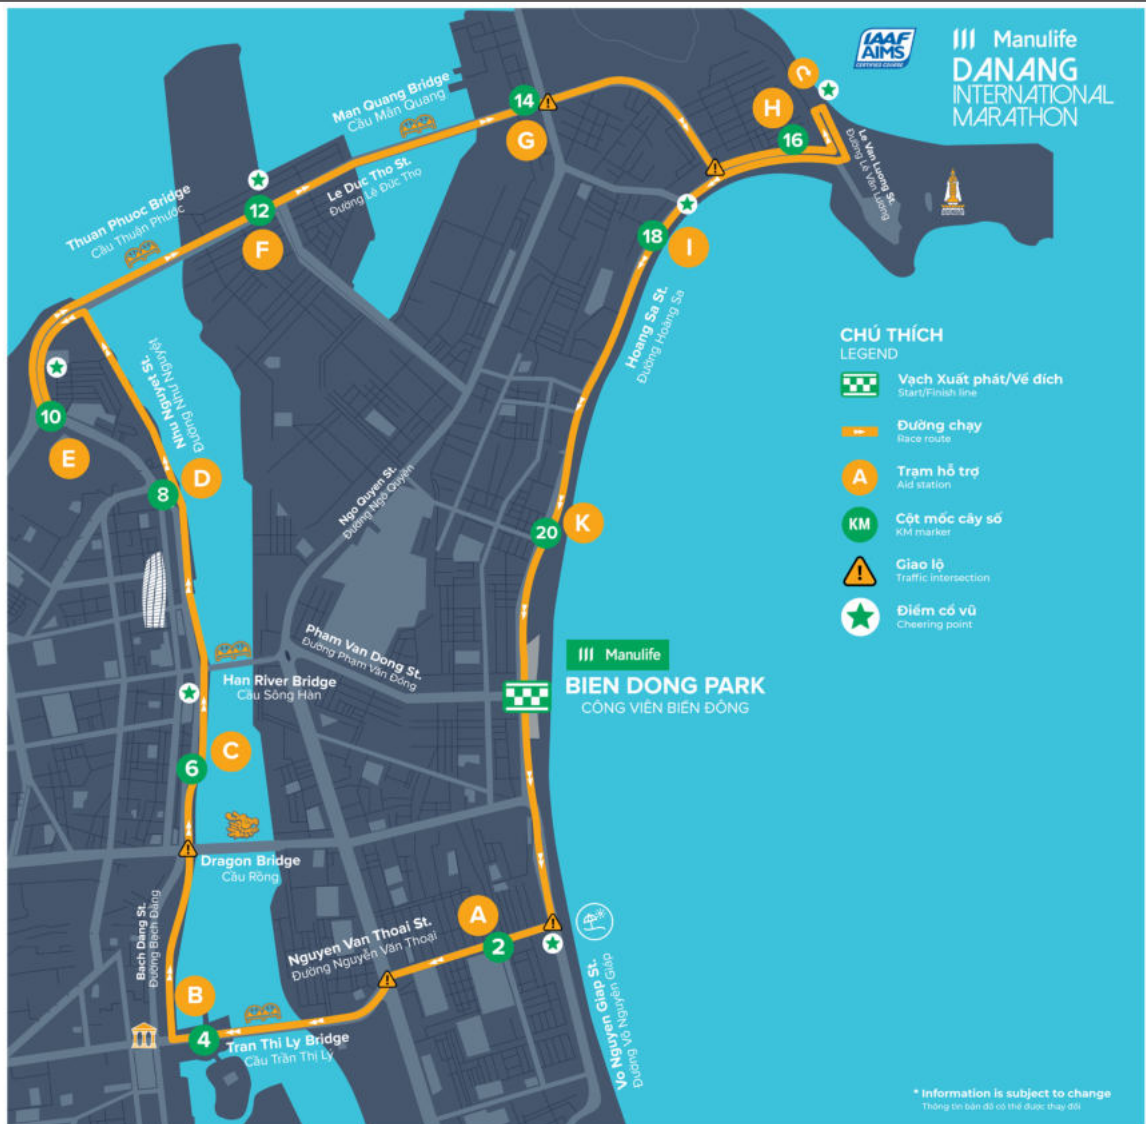 IAAF
AIMS
CERTIFIED COURSE
Manulife
DANANG
INTERNATIONAL
MARATHON
Man Quang Bridge
Cầu Mân Quang
14
G
H
16
Le Van Luong St.
Đường Lê Văn Lương
Thuan Phuoc Bridge
Cầu Thuận Phước
12
F
Le Duc Tho St.
Đường Lê Đức Thọ
18
I
Hoang Sa St.
Đường Hoàng Sa
CHÚ THÍCH
LEGEND
Vạch Xuất phát/Về đích
Start/Finish line
Đường chạy
Race route
A
Trạm hỗ trợ
Aid station
KM
Cột mốc cây số
KM marker
Giao lộ
Traffic intersection
Điểm cổ vũ
Cheering point
Nhu Nguyet St.
Đường Như Nguyệt
10
E
D
8
Ngo Quyen St.
Đường Ngô Quyền
20
K
Pham Van Dong St.
Đường Phạm Văn Đồng
Han River Bridge
Cầu Sông Hàn
Manulife
BIEN DONG PARK
CÔNG VIÊN BIỂN ĐÔNG
C
6
Dragon Bridge
Cầu Rồng
Bach Dang St.
Đường Bạch Đằng
A
2
Nguyen Van Thoai St.
Đường Nguyễn Văn Thoại
B
4
Tran Thi Ly Bridge
Cầu Trần Thị Lý
Vo Nguyen Giap St.
Đường Võ Nguyên Giáp
* Information is subject to change
Thông tin bản đồ có thể được thay đổi